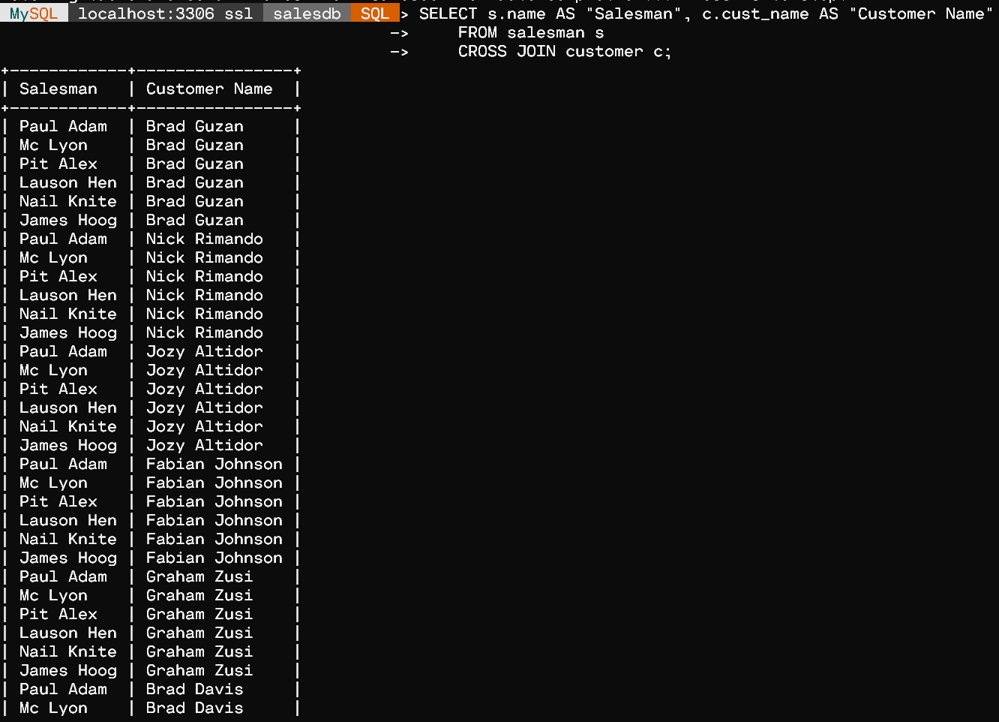 MySQL localhost:3306 ssl salesdb SQL > SELECT s.name AS "Salesman", c.cust_name AS "Customer Name"
-> FROM salesman s
-> CROSS JOIN customer c;
+------------+----------------+
| Salesman   | Customer Name  |
+------------+----------------+
| Paul Adam  | Brad Guzan     |
| Mc Lyon    | Brad Guzan     |
| Pit Alex   | Brad Guzan     |
| Lauson Hen | Brad Guzan     |
| Nail Knite | Brad Guzan     |
| James Hoog | Brad Guzan     |
| Paul Adam  | Nick Rimando   |
| Mc Lyon    | Nick Rimando   |
| Pit Alex   | Nick Rimando   |
| Lauson Hen | Nick Rimando   |
| Nail Knite | Nick Rimando   |
| James Hoog | Nick Rimando   |
| Paul Adam  | Jozy Altidor   |
| Mc Lyon    | Jozy Altidor   |
| Pit Alex   | Jozy Altidor   |
| Lauson Hen | Jozy Altidor   |
| Nail Knite | Jozy Altidor   |
| James Hoog | Jozy Altidor   |
| Paul Adam  | Fabian Johnson |
| Mc Lyon    | Fabian Johnson |
| Pit Alex   | Fabian Johnson |
| Lauson Hen | Fabian Johnson |
| Nail Knite | Fabian Johnson |
| James Hoog | Fabian Johnson |
| Paul Adam  | Graham Zusi    |
| Mc Lyon    | Graham Zusi    |
| Pit Alex   | Graham Zusi    |
| Lauson Hen | Graham Zusi    |
| Nail Knite | Graham Zusi    |
| James Hoog | Graham Zusi    |
| Paul Adam  | Brad Davis     |
| Mc Lyon    | Brad Davis     |